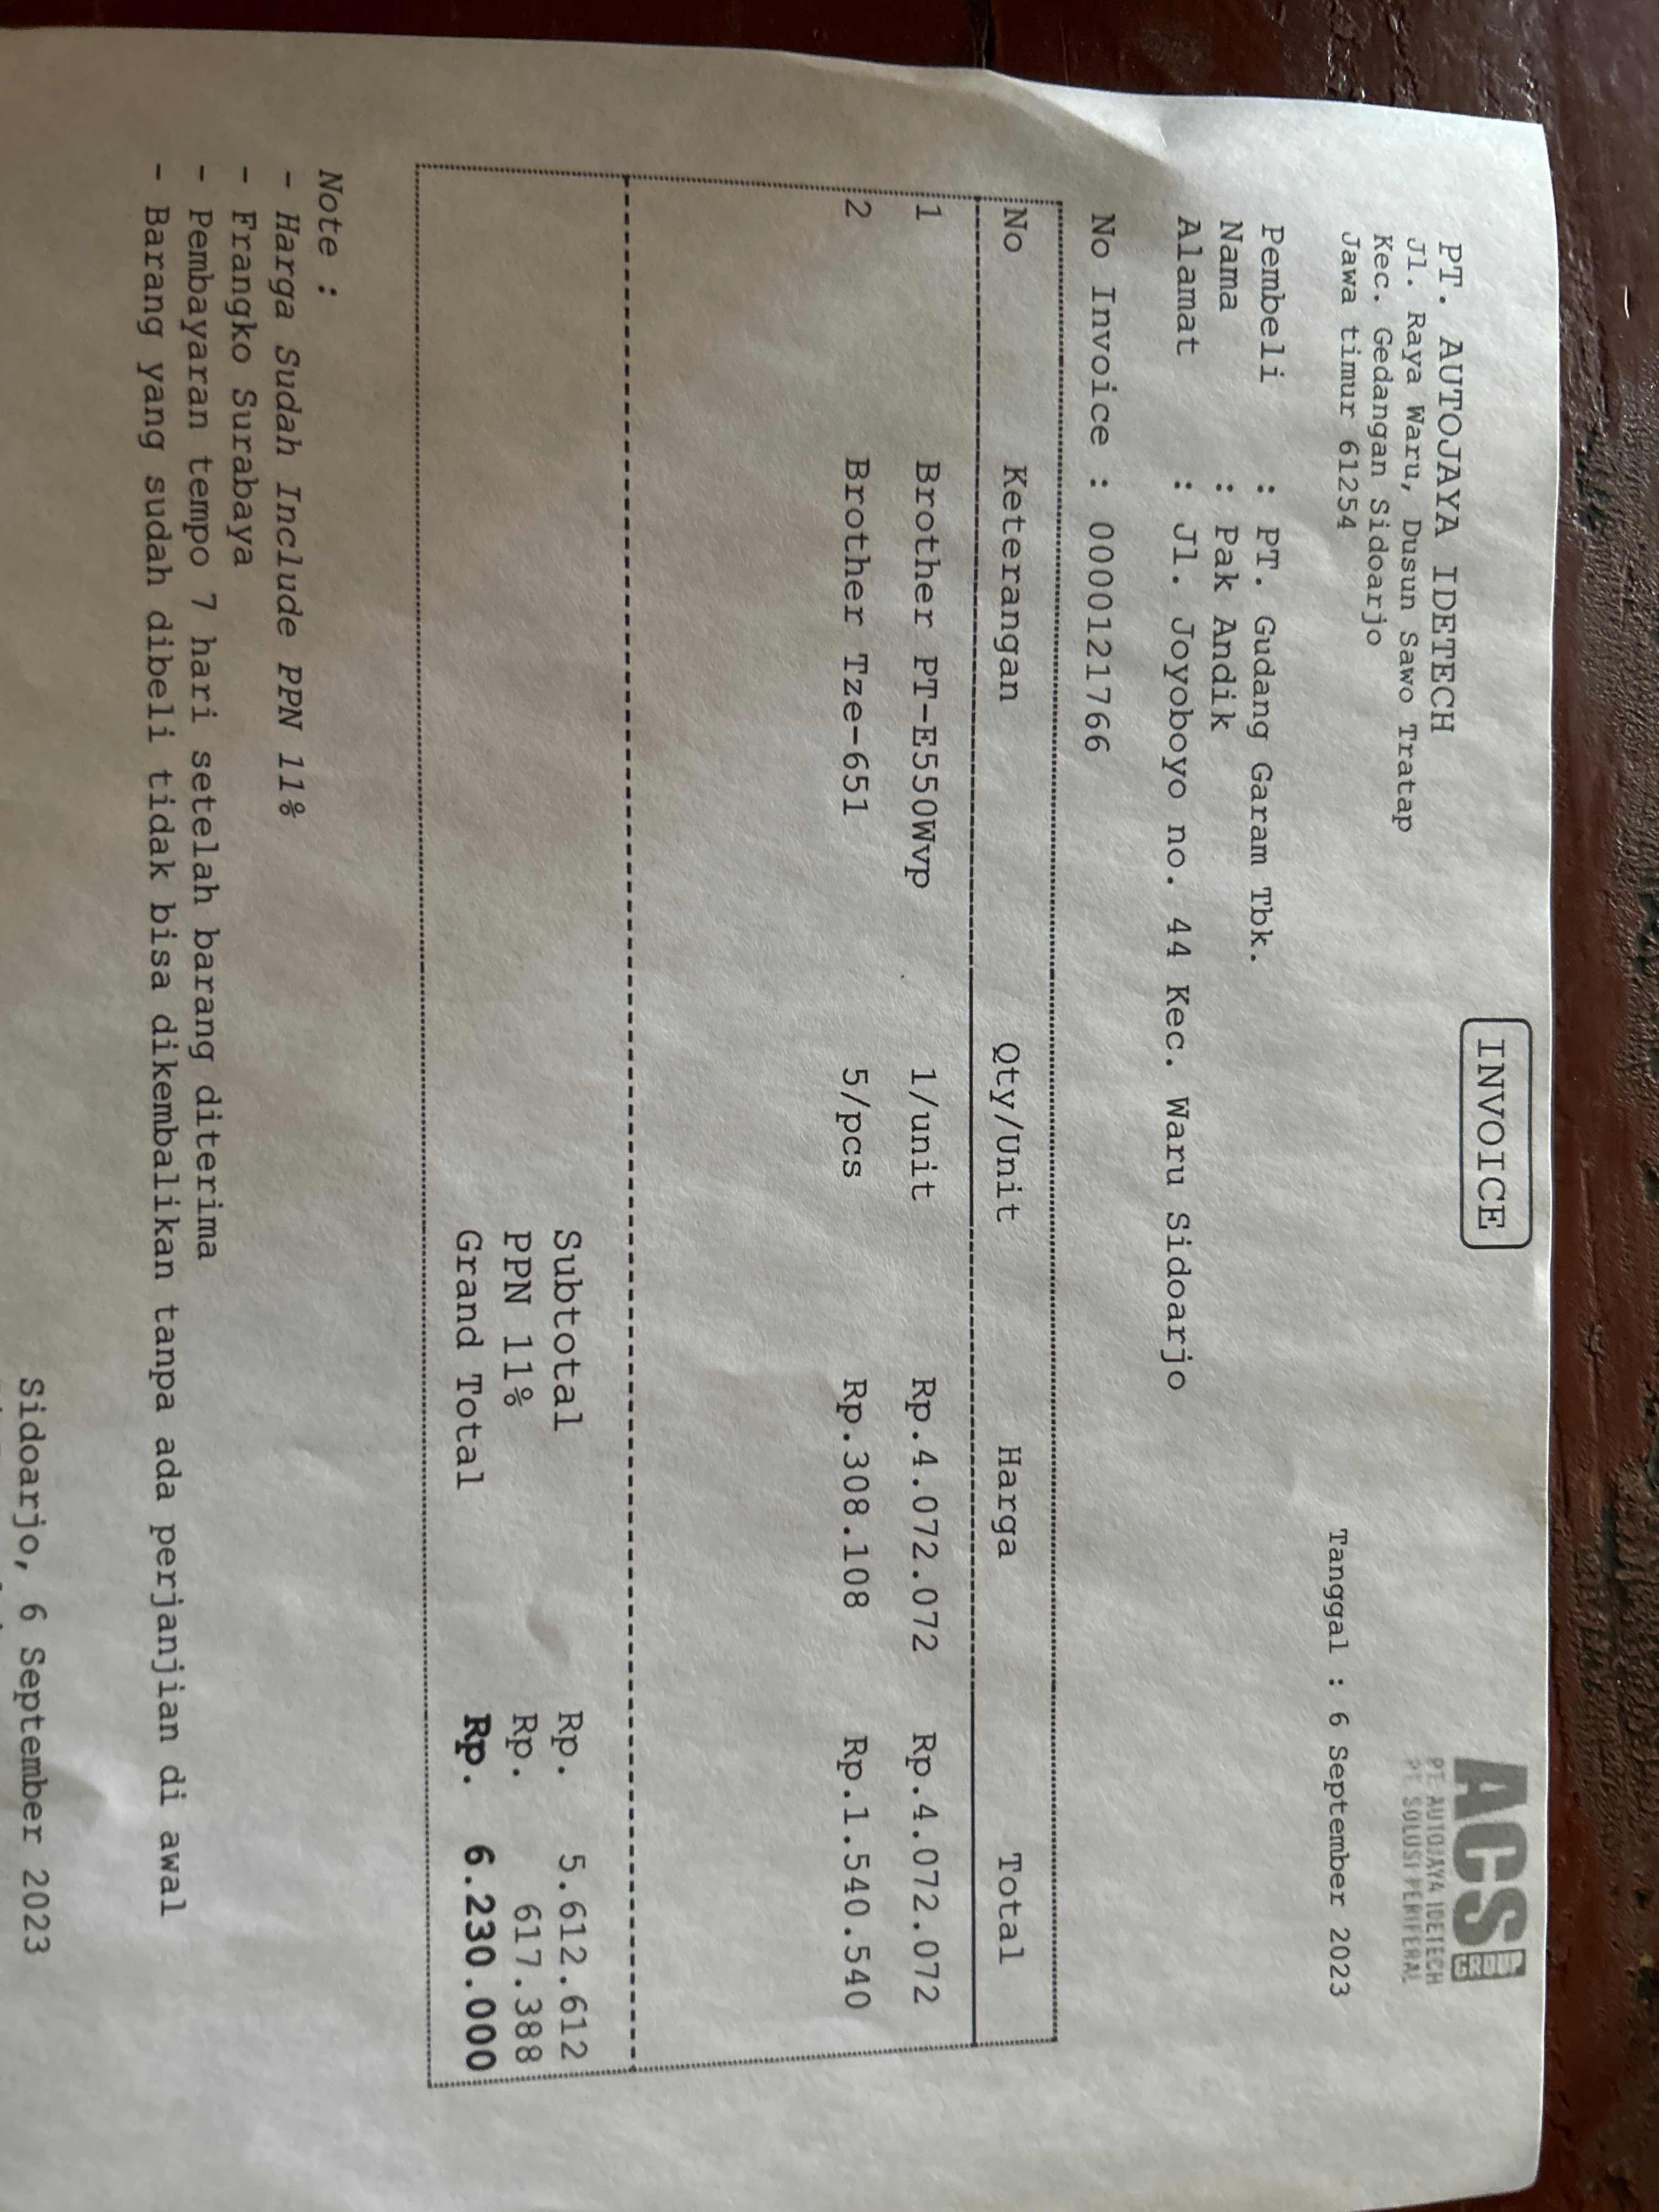 INVOICE
ACS GROUP
PT. AUTOJAYA IDETECH
PT. SOLUSI PERIFERAL
PT. AUTOJAYA IDETECH
Jl. Raya Waru, Dusun Sawo Tratap
Kec. Gedangan Sidoarjo
Jawa timur 61254
Tanggal : 6 September 2023
Pembeli : PT. Gudang Garam Tbk.
Nama : Pak Andik
Alamat : Jl. Joyoboyo no. 44 Kec. Waru Sidoarjo
No Invoice : 0000121766
No Keterangan Qty/Unit Harga Total
1 Brother PT-E550Wvp 1/unit Rp.4.072.072 Rp.4.072.072
2 Brother Tze-651 5/pcs Rp.308.108 Rp.1.540.540
Subtotal Rp. 5.612.612
PPN 11% Rp. 617.388
Grand Total Rp. 6.230.000
Note :
- Harga Sudah Include PPN 11%
- Frangko Surabaya
- Pembayaran tempo 7 hari setelah barang diterima
- Barang yang sudah dibeli tidak bisa dikembalikan tanpa ada perjanjian di awal
Sidoarjo, 6 September 2023